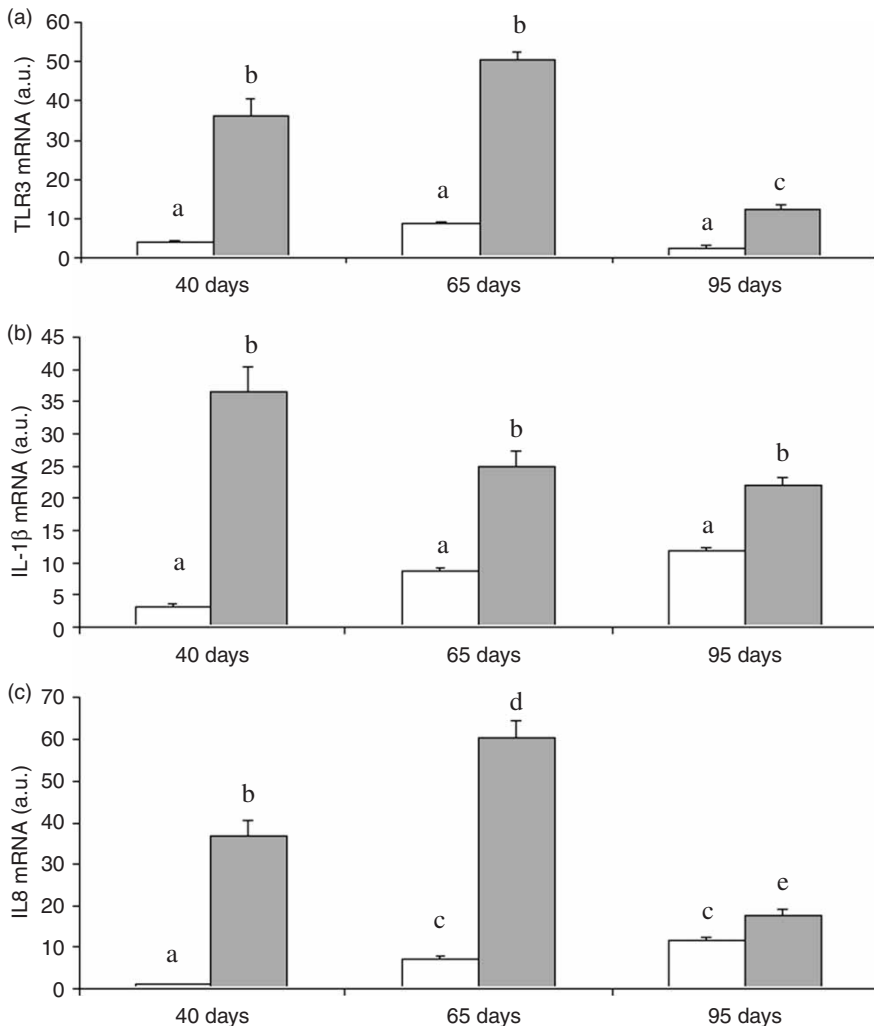 (a)
TLR3 mRNA (a.u.)
60
50
40
30
20
10
0
a
b
a
b
a
c
40 days
65 days
95 days
(b)
IL-1β mRNA (a.u.)
45
40
35
30
25
20
15
10
5
0
a
b
a
b
a
b
40 days
65 days
95 days
(c)
IL8 mRNA (a.u.)
70
60
50
40
30
20
10
0
a
b
c
d
c
e
40 days
65 days
95 days